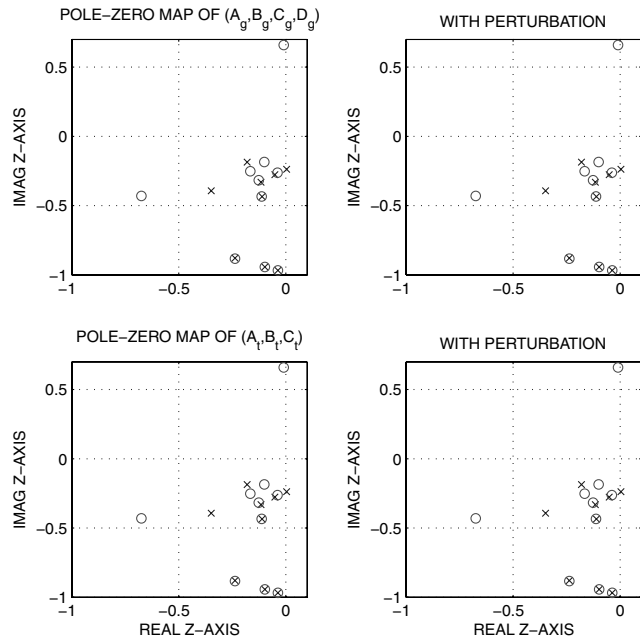 POLE−ZERO MAP OF (A_g,B_g,C_g,D_g)
0.5
0
−0.5
−1
−1
−0.5
0
IMAG Z−AXIS
WITH PERTURBATION
0.5
0
−0.5
−1
−1
−0.5
0
IMAG Z−AXIS
POLE−ZERO MAP OF (A_t,B_t,C_t)
0.5
0
−0.5
−1
−1
−0.5
0
IMAG Z−AXIS
REAL Z−AXIS
WITH PERTURBATION
0.5
0
−0.5
−1
−1
−0.5
0
IMAG Z−AXIS
REAL Z−AXIS